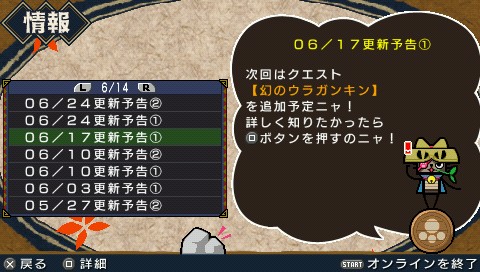 情報
L 6/14 R
06/24更新予告②
06/24更新予告①
06/17更新予告①
06/10更新予告②
06/10更新予告①
06/03更新予告①
05/27更新予告②
06/17更新予告①
次回はクエスト
【幻のウラガンキン】
を追加予定ニャ!
詳しく知りたかったら
□ボタンを押すのニャ!
×戻る □詳細
START オンラインを終了